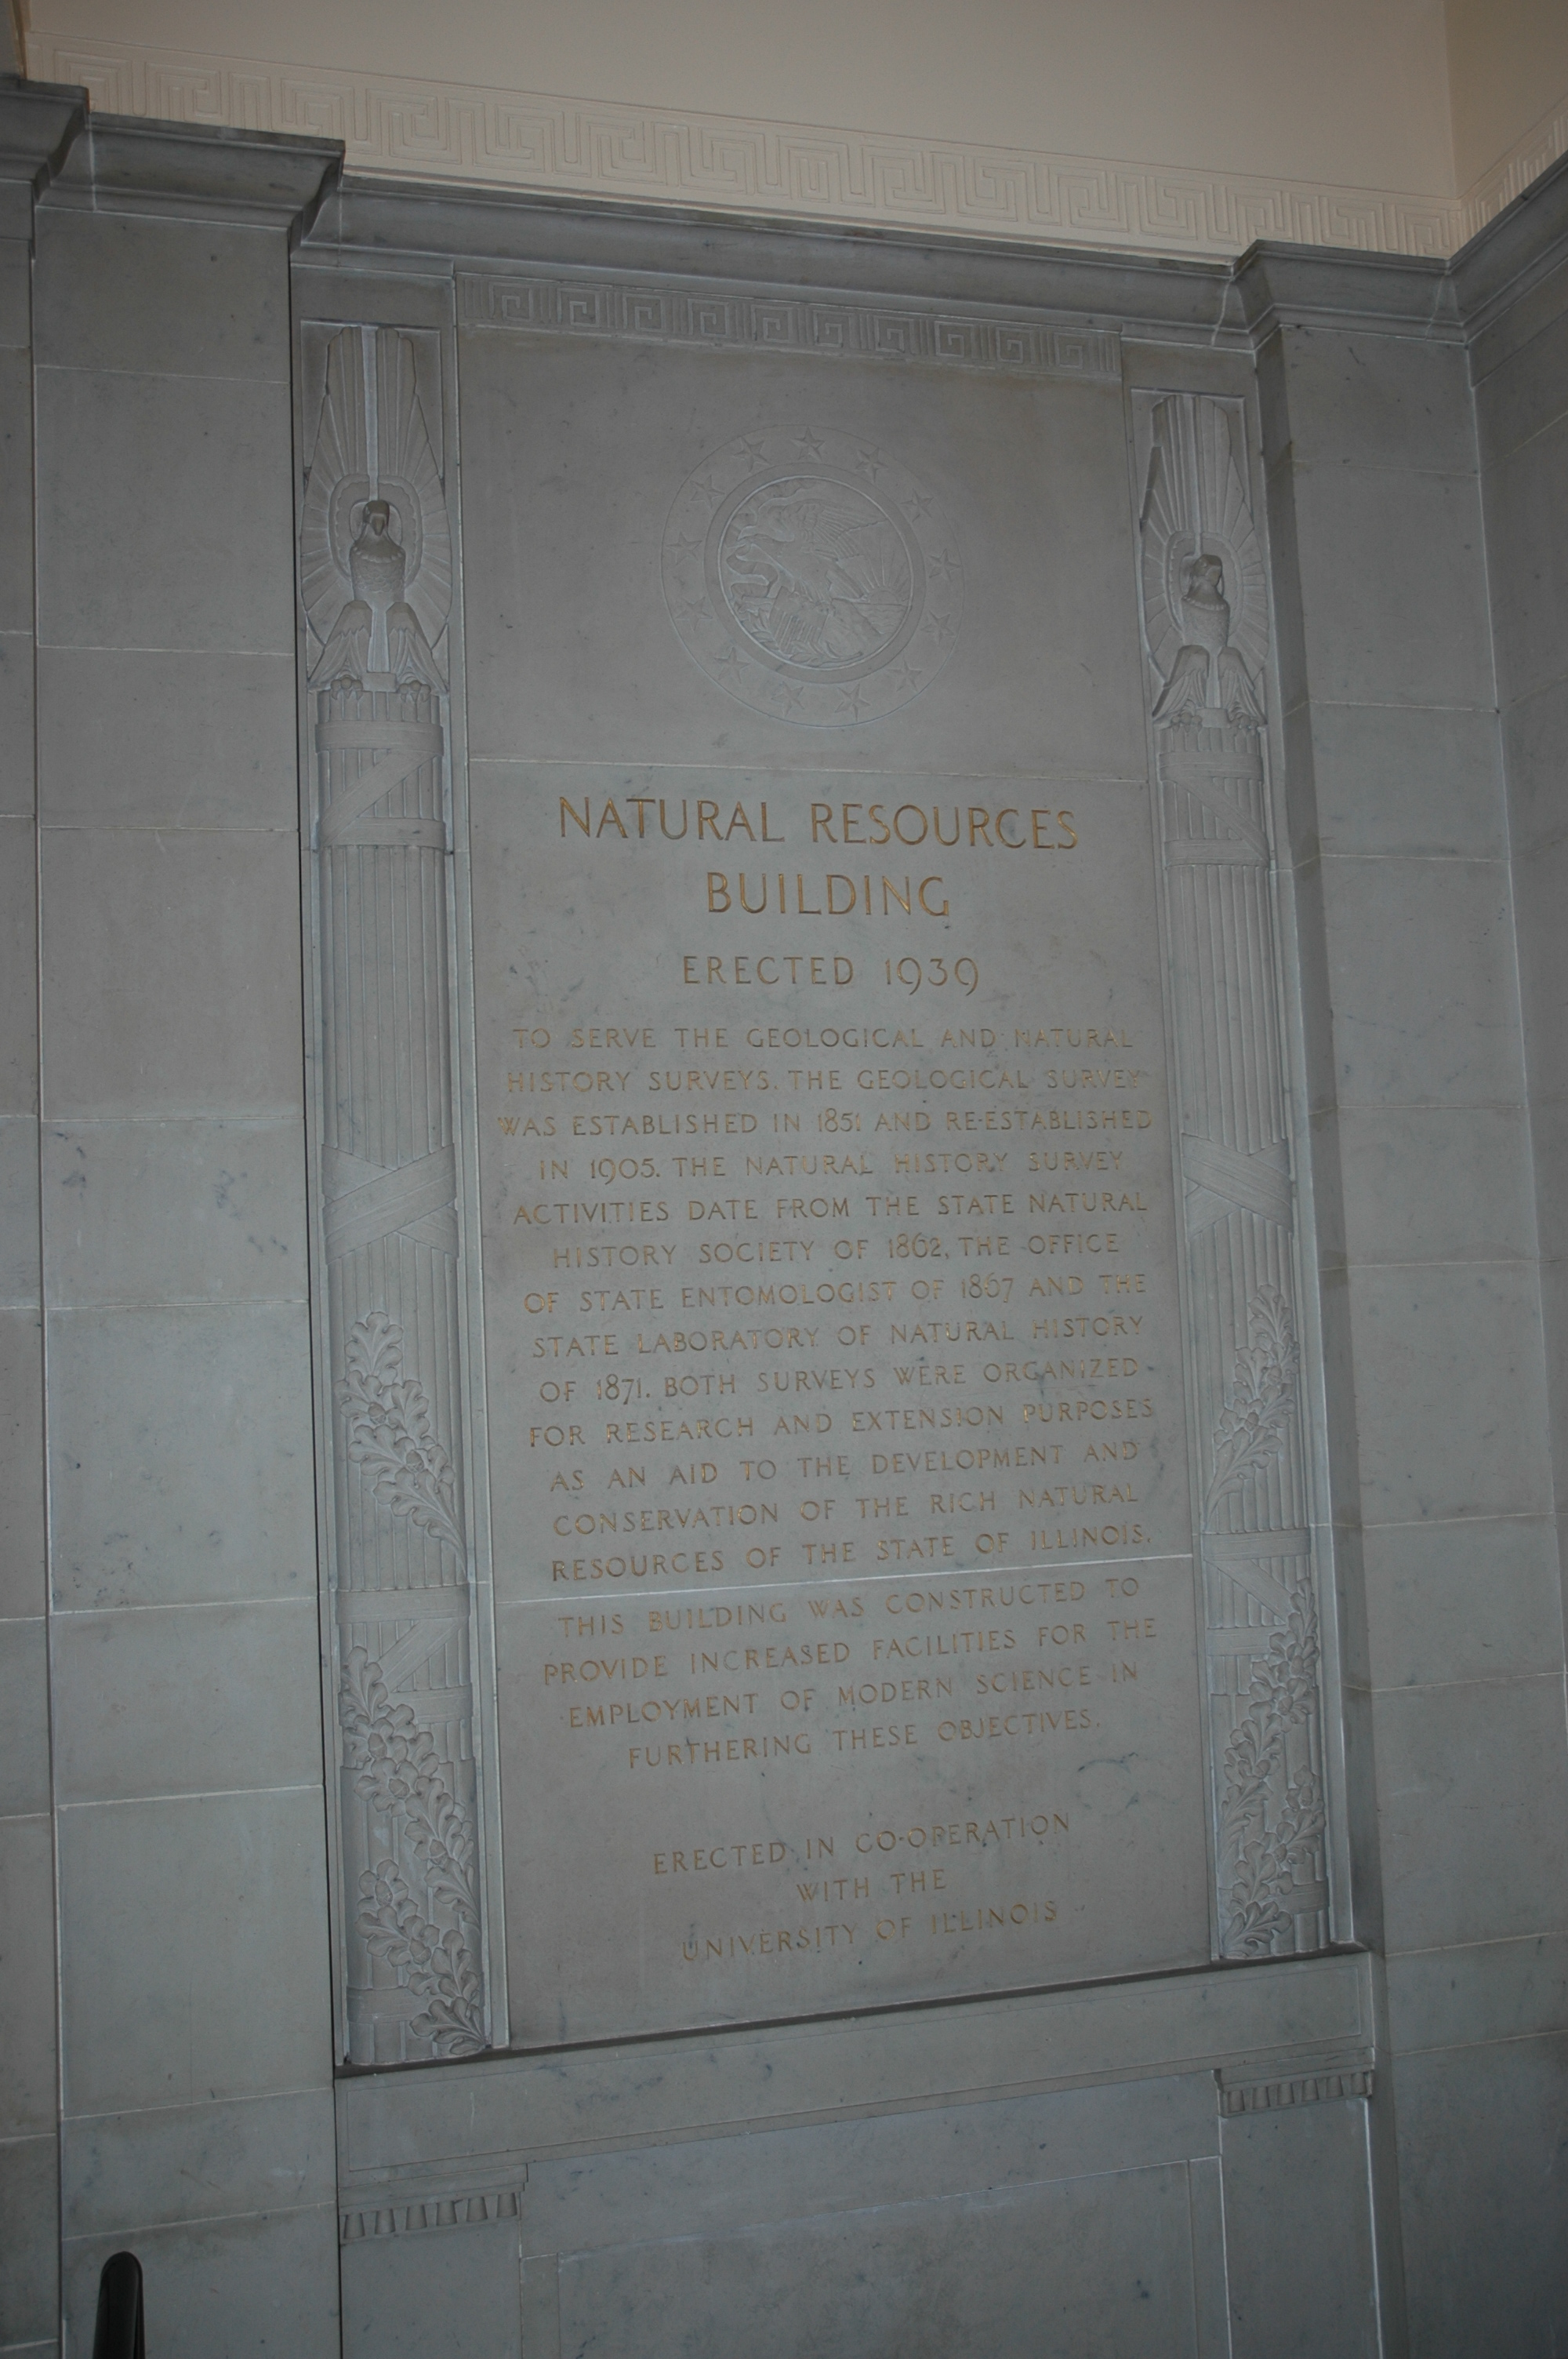 NATURAL RESOURCES
BUILDING
ERECTED 1939
TO SERVE THE GEOLOGICAL AND NATURAL
HISTORY SURVEYS. THE GEOLOGICAL SURVEY
WAS ESTABLISHED IN 1851 AND RE-ESTABLISHED
IN 1905. THE NATURAL HISTORY SURVEY
ACTIVITIES DATE FROM THE STATE NATURAL
HISTORY SOCIETY OF 1862, THE OFFICE
OF STATE ENTOMOLOGIST OF 1867 AND THE
STATE LABORATORY OF NATURAL HISTORY
OF 1871. BOTH SURVEYS WERE ORGANIZED
FOR RESEARCH AND EXTENSION PURPOSES
AS AN AID TO THE DEVELOPMENT AND
CONSERVATION OF THE RICH NATURAL
RESOURCES OF THE STATE OF ILLINOIS.
THIS BUILDING WAS CONSTRUCTED TO
PROVIDE INCREASED FACILITIES FOR THE
EMPLOYMENT OF MODERN SCIENCE IN
FURTHERING THESE OBJECTIVES.
ERECTED IN CO-OPERATION
WITH THE
UNIVERSITY OF ILLINOIS